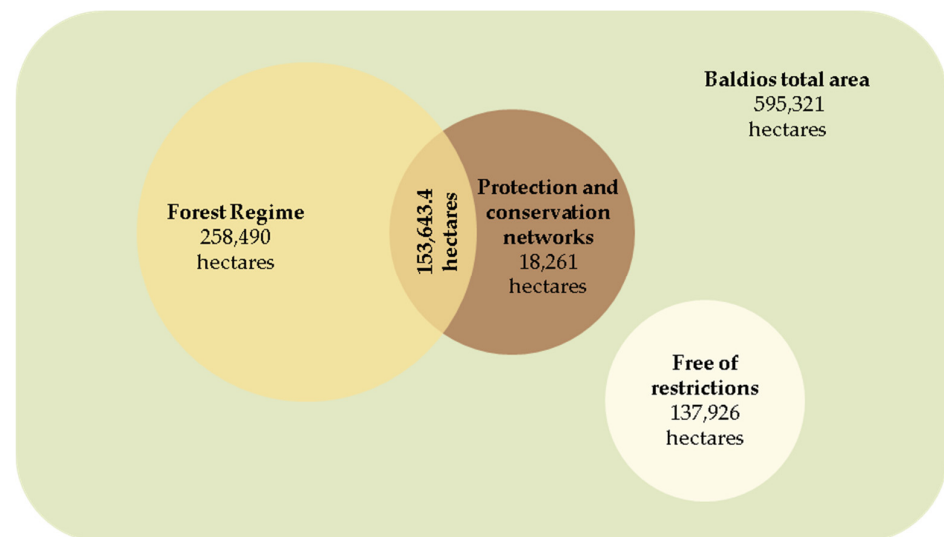 Baldios total area
595,321
hectares
Forest Regime
258,490
hectares
153,643.4
hectares
Protection and
conservation
networks
18,261
hectares
Free of
restrictions
137,926
hectares